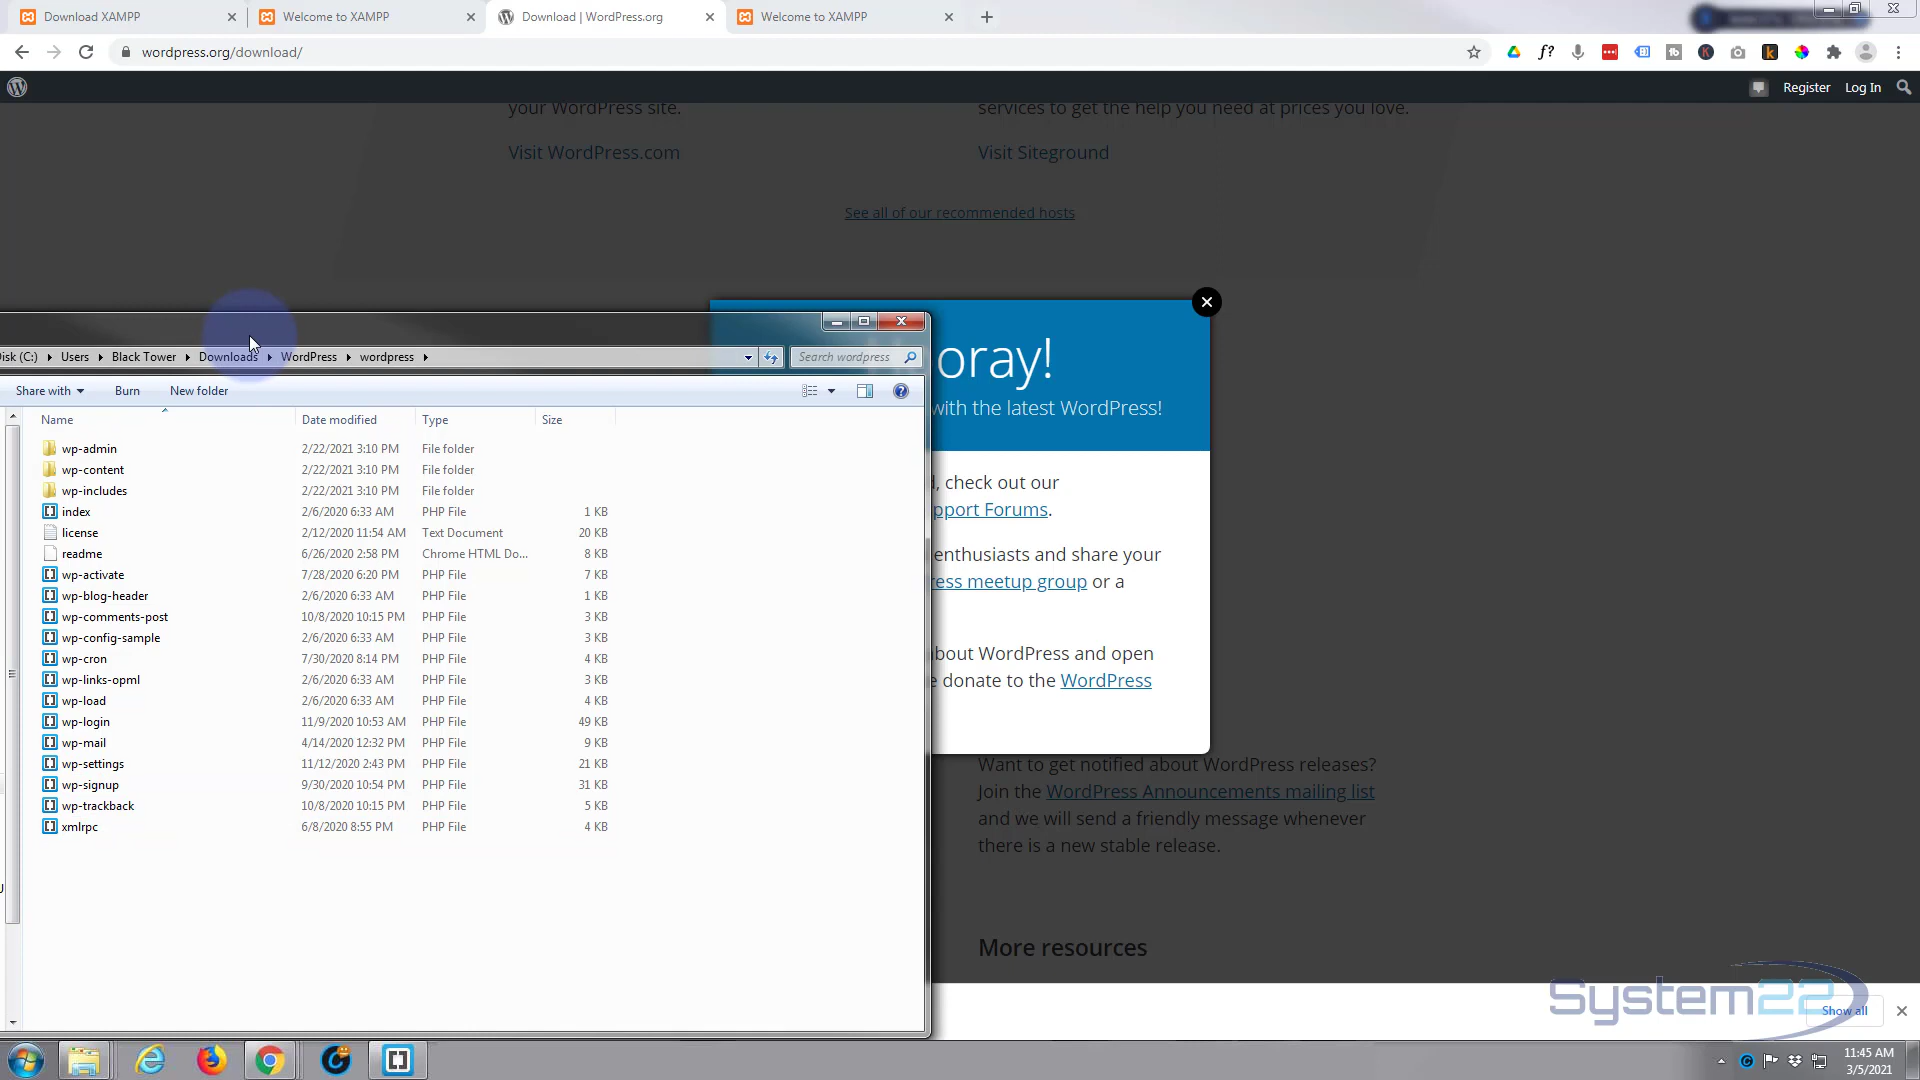 Download XAMPP
Welcome to XAMPP
Download | WordPress.org
Welcome to XAMPP
wordpress.org/download/
Register
Log In
your WordPress site.
services to get the help you need at prices you love.
Visit WordPress.com
Visit Siteground
See all of our recommended hosts
oray!
with the latest WordPress!
, check out our
pport Forums.
enthusiasts and share your
ress meetup group or a
bout WordPress and open
e donate to the WordPress
Want to get notified about WordPress releases?
Join the WordPress Announcements mailing list
and we will send a friendly message whenever
there is a new stable release.
More resources
isk (C:)
Users
Black Tower
Downloads
WordPress
wordpress
Search wordpress
Share with
Burn
New folder
Name Date modified Type Size
wp-admin 2/22/2021 3:10 PM File folder
wp-content 2/22/2021 3:10 PM File folder
wp-includes 2/22/2021 3:10 PM File folder
index 2/6/2020 6:33 AM PHP File 1 KB
license 2/12/2020 11:54 AM Text Document 20 KB
readme 6/26/2020 2:58 PM Chrome HTML Do... 8 KB
wp-activate 7/28/2020 6:20 PM PHP File 7 KB
wp-blog-header 2/6/2020 6:33 AM PHP File 1 KB
wp-comments-post 10/8/2020 10:15 PM PHP File 3 KB
wp-config-sample 2/6/2020 6:33 AM PHP File 3 KB
wp-cron 7/30/2020 8:14 PM PHP File 4 KB
wp-links-opml 2/6/2020 6:33 AM PHP File 3 KB
wp-load 2/6/2020 6:33 AM PHP File 4 KB
wp-login 11/9/2020 10:53 AM PHP File 49 KB
wp-mail 4/14/2020 12:32 PM PHP File 9 KB
wp-settings 11/12/2020 2:43 PM PHP File 21 KB
wp-signup 9/30/2020 10:54 PM PHP File 31 KB
wp-trackback 10/8/2020 10:15 PM PHP File 5 KB
xmlrpc 6/8/2020 8:55 PM PHP File 4 KB
System22
Show all
11:45 AM
3/5/2021